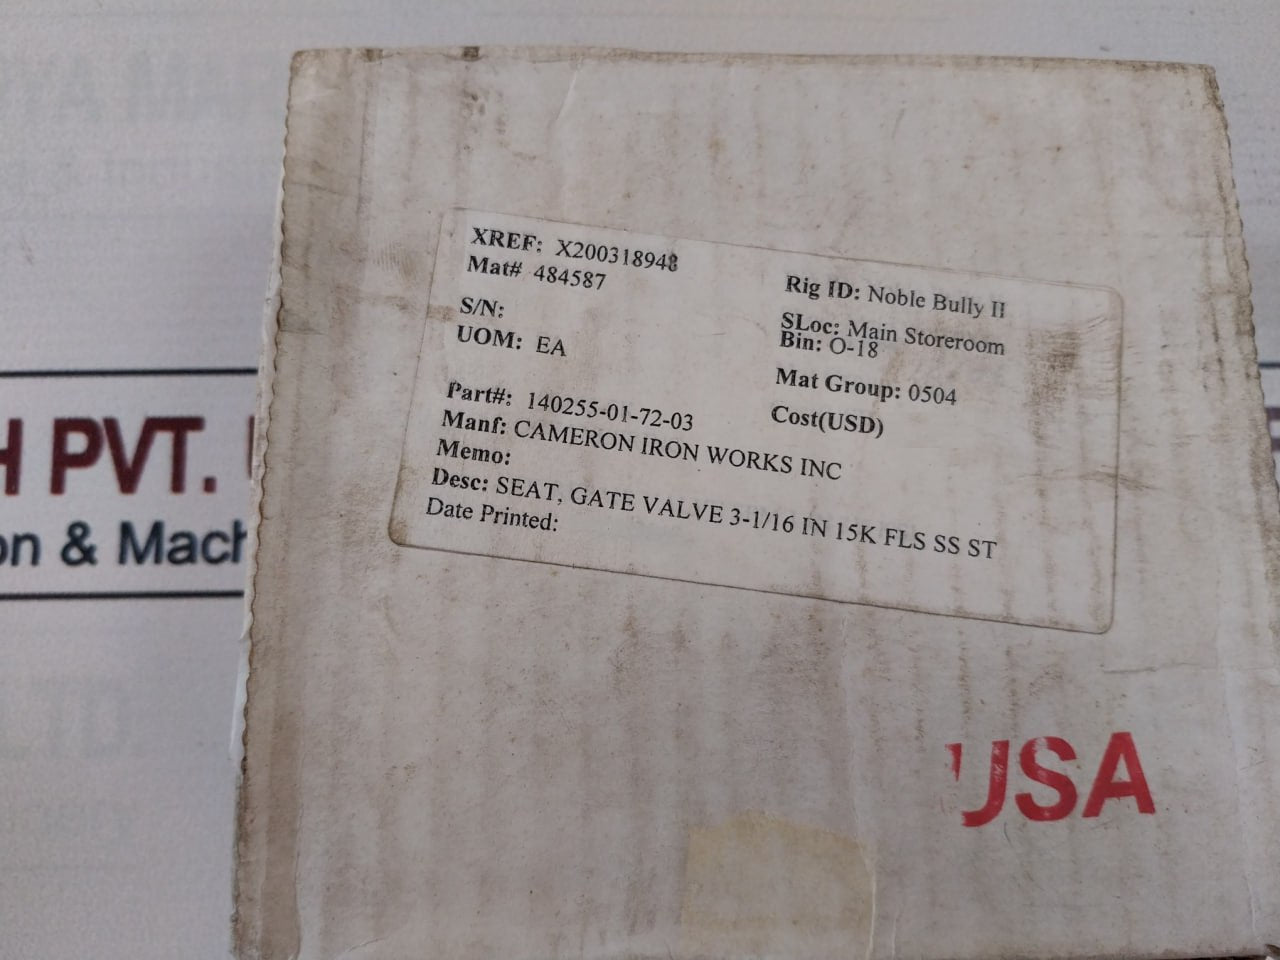 XREF: X200318948
Mat# 484587
S/N:
UOM: EA
Rig ID: Noble Bully II
SLoc: Main Storeroom
Bin: O-18
Mat Group: 0504
Cost(USD)
Part#: 140255-01-72-03
Manf: CAMERON IRON WORKS INC
Memo:
Desc: SEAT, GATE VALVE 3-1/16 IN 15K FLS SS ST
Date Printed:
USA
H PVT.
on & Mach